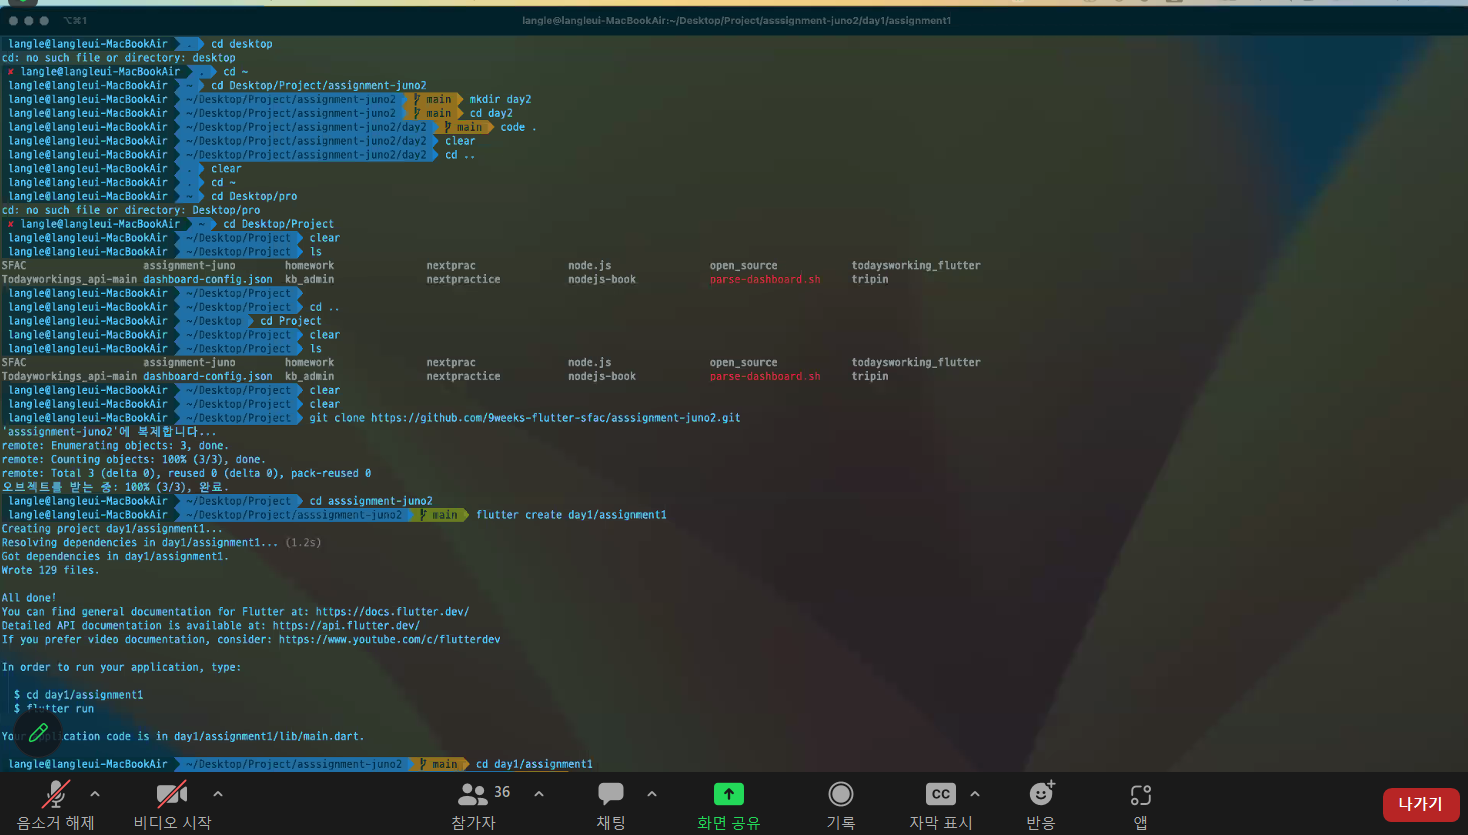 ⌥⌘1
langle@langleui-MacBookAir:~/Desktop/Project/asssignment-juno2/day1/assignment1
langle@langleui-MacBookAir . cd desktop
cd: no such file or directory: desktop
✘ langle@langleui-MacBookAir . cd ~
langle@langleui-MacBookAir ~ cd Desktop/Project/assignment-juno2
langle@langleui-MacBookAir ~/Desktop/Project/asssignment-juno2 main mkdir day2
langle@langleui-MacBookAir ~/Desktop/Project/asssignment-juno2 main cd day2
langle@langleui-MacBookAir ~/Desktop/Project/asssignment-juno2/day2 main code .
langle@langleui-MacBookAir ~/Desktop/Project/asssignment-juno2/day2 clear
langle@langleui-MacBookAir ~/Desktop/Project/asssignment-juno2/day2 cd ..
langle@langleui-MacBookAir . clear
langle@langleui-MacBookAir . cd ~
langle@langleui-MacBookAir ~ cd Desktop/pro
cd: no such file or directory: Desktop/pro
✘ langle@langleui-MacBookAir ~ cd Desktop/Project
langle@langleui-MacBookAir ~/Desktop/Project clear
langle@langleui-MacBookAir ~/Desktop/Project ls
SFAC assignment-juno homework nextprac node.js open_source todaysworking_flutter
Todayworkings_api-main dashboard-config.json kb_admin nextpractice nodejs-book parse-dashboard.sh tripin
langle@langleui-MacBookAir ~/Desktop/Project
langle@langleui-MacBookAir ~/Desktop/Project cd ..
langle@langleui-MacBookAir ~/Desktop cd Project
langle@langleui-MacBookAir ~/Desktop/Project clear
langle@langleui-MacBookAir ~/Desktop/Project ls
SFAC assignment-juno homework nextprac node.js open_source todaysworking_flutter
Todayworkings_api-main dashboard-config.json kb_admin nextpractice nodejs-book parse-dashboard.sh tripin
langle@langleui-MacBookAir ~/Desktop/Project clear
langle@langleui-MacBookAir ~/Desktop/Project clear
langle@langleui-MacBookAir ~/Desktop/Project git clone https://github.com/9weeks-flutter-sfac/asssignment-juno2.git
'asssignment-juno2'에 복제합니다...
remote: Enumerating objects: 3, done.
remote: Counting objects: 100% (3/3), done.
remote: Total 3 (delta 0), reused 0 (delta 0), pack-reused 0
오브젝트를 받는 중: 100% (3/3), 완료.
langle@langleui-MacBookAir ~/Desktop/Project cd asssignment-juno2
langle@langleui-MacBookAir ~/Desktop/Project/asssignment-juno2 main flutter create day1/assignment1
Creating project day1/assignment1...
Resolving dependencies in day1/assignment1... (1.2s)
Got dependencies in day1/assignment1.
Wrote 129 files.
All done!
You can find general documentation for Flutter at: https://docs.flutter.dev/
Detailed API documentation is available at: https://api.flutter.dev/
If you prefer video documentation, consider: https://www.youtube.com/c/flutterdev
In order to run your application, type:
$ cd day1/assignment1
$ flutter run
Your application code is in day1/assignment1/lib/main.dart.
langle@langleui-MacBookAir ~/Desktop/Project/asssignment-juno2 main cd day1/assignment1
음소거 해제 비디오 시작 36 참가자 채팅 화면 공유 기록 CC 자막 표시 반응 앱 나가기